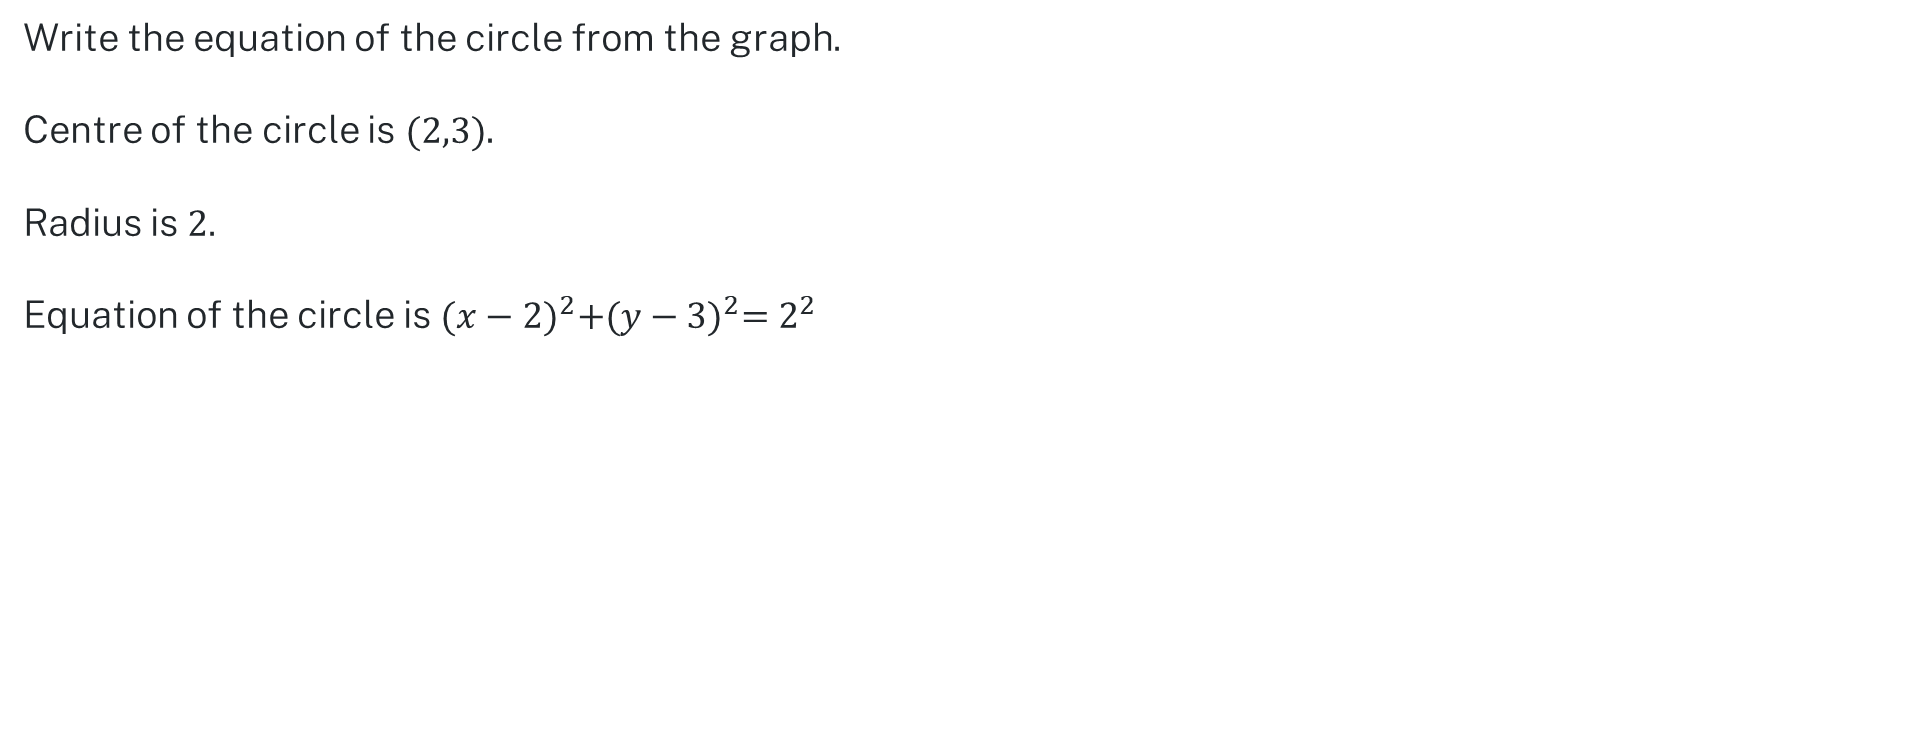 Write the equation of the circle from the graph.
Centre of the circle is (2,3).
Radius is 2.
Equation of the circle is (x − 2)²+(y − 3)²= 2²